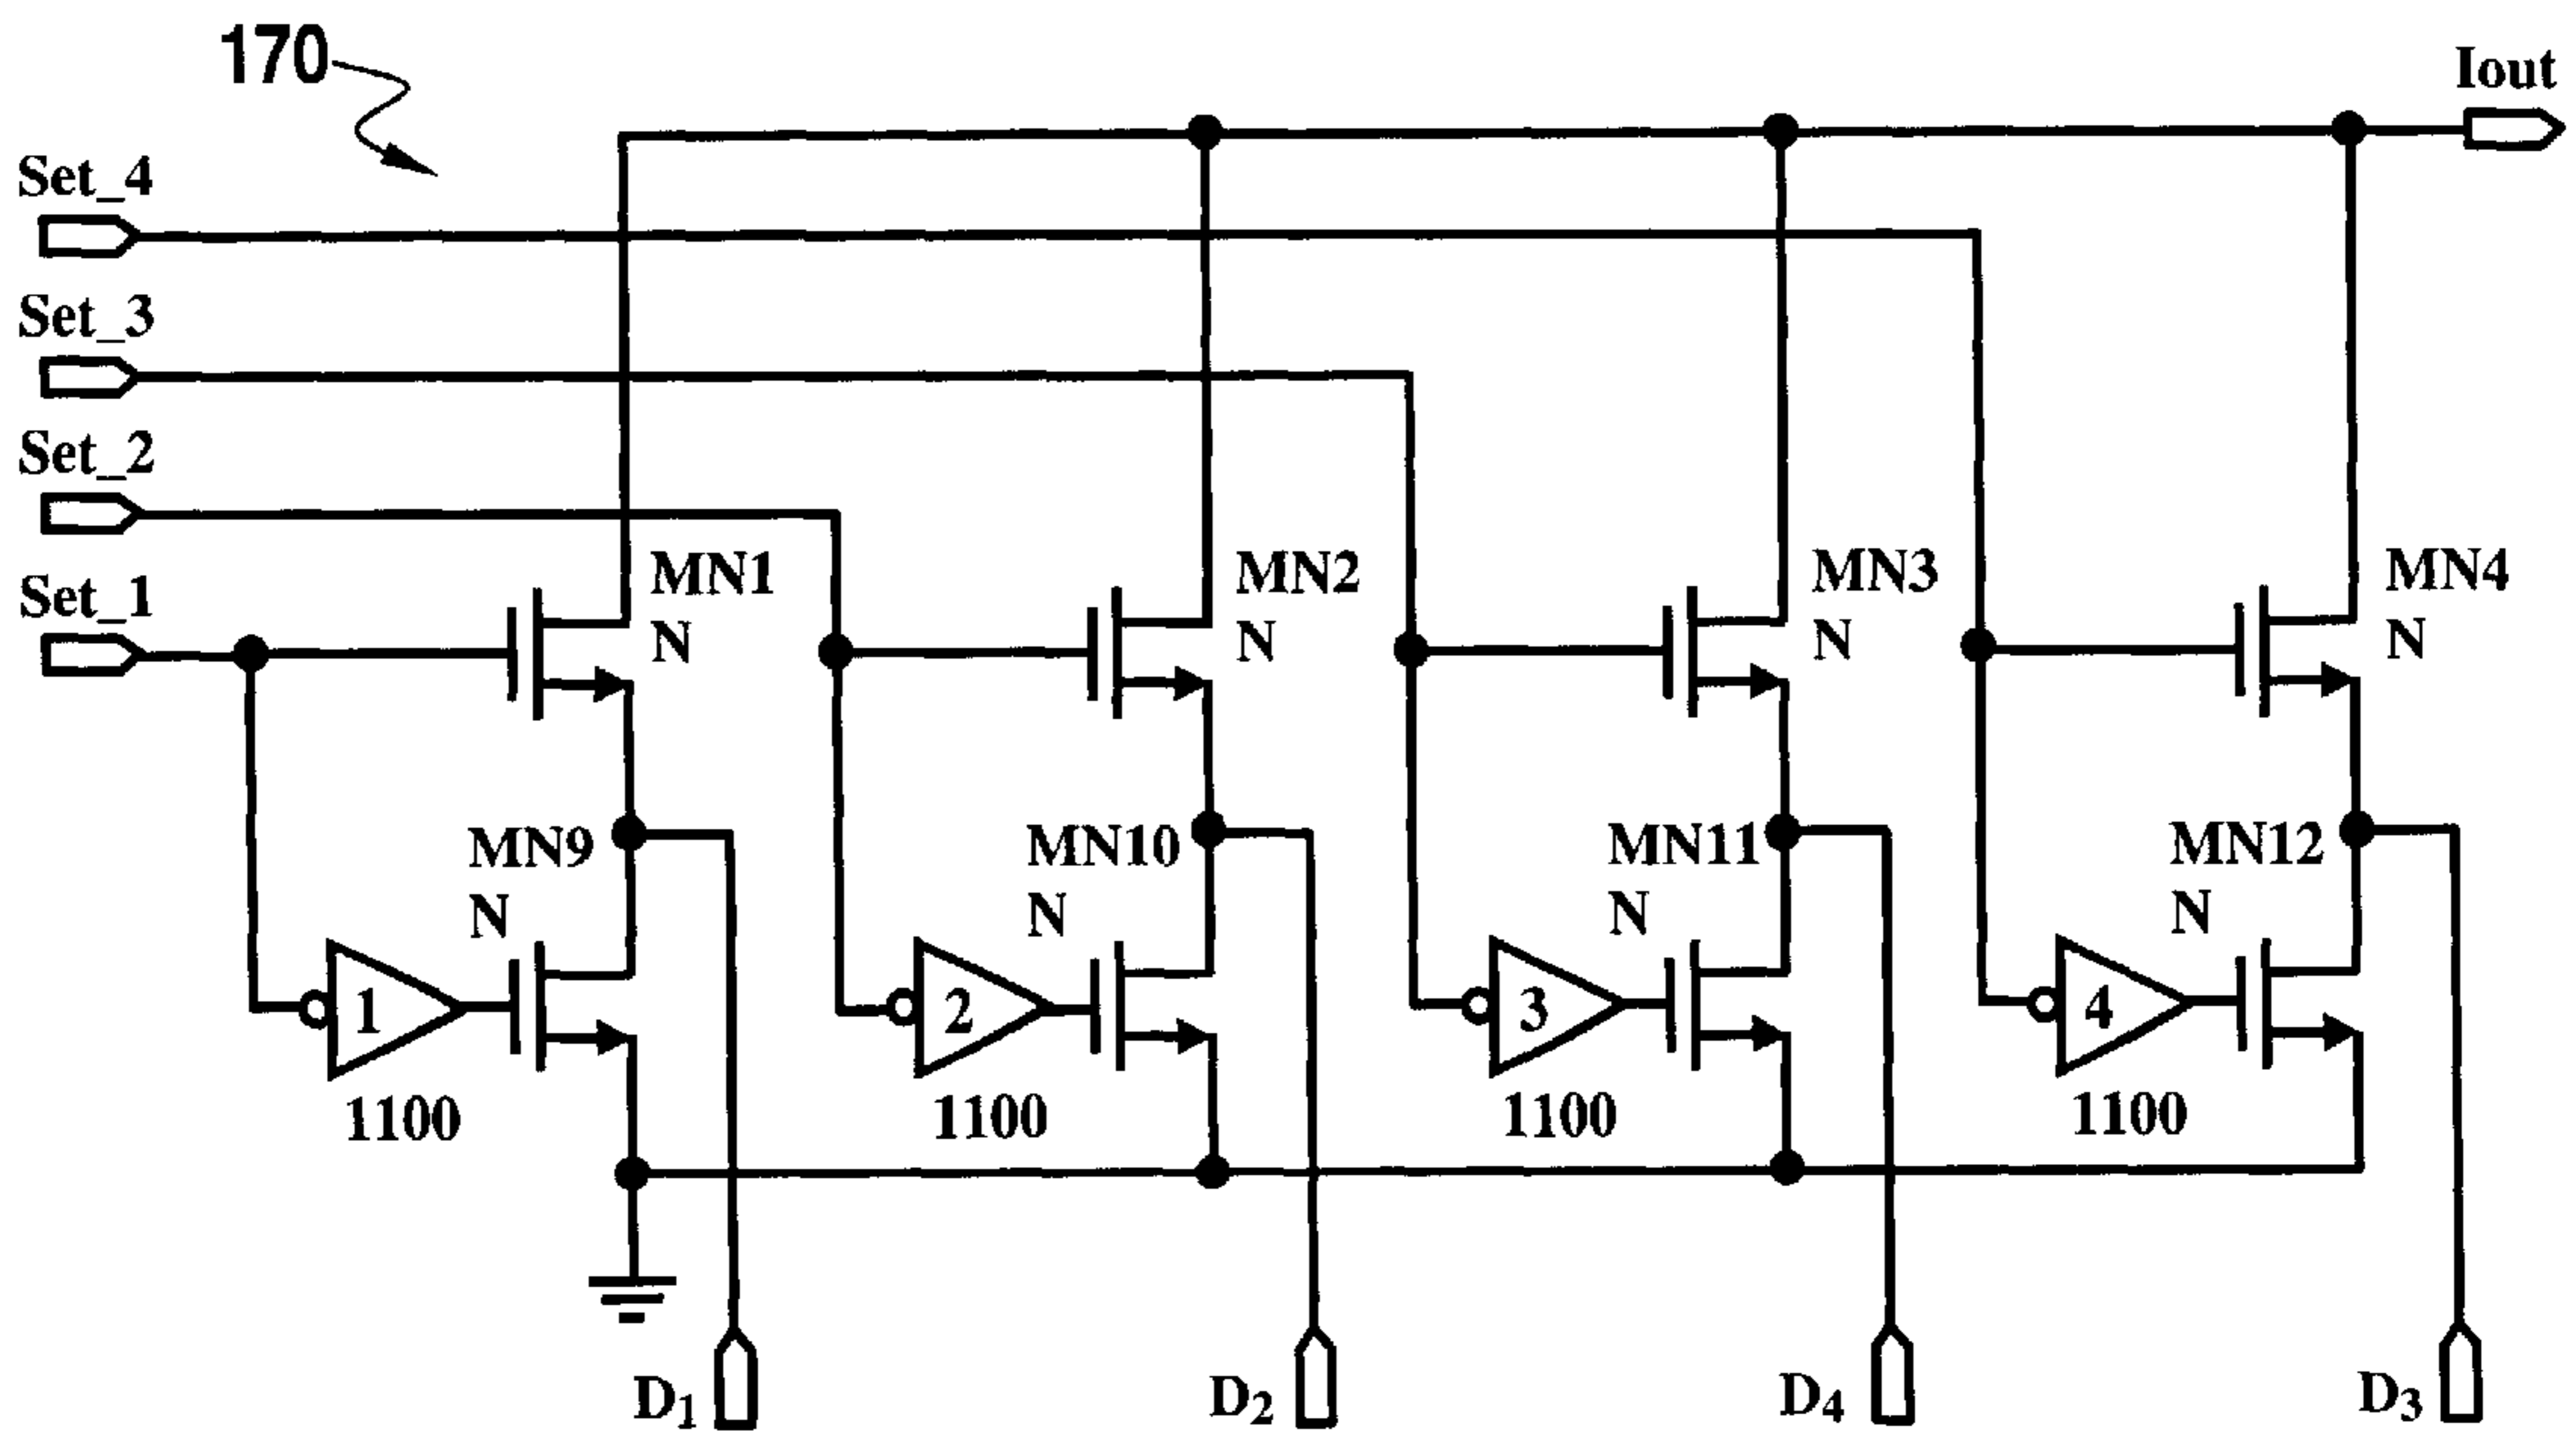 170
Iout
Set_4
Set_3
Set_2
Set_1
MN1
N
MN2
N
MN3
N
MN4
N
MN9
N
MN10
N
MN11
N
MN12
N
1
2
3
4
1100
1100
1100
1100
D1
D2
D4
D3